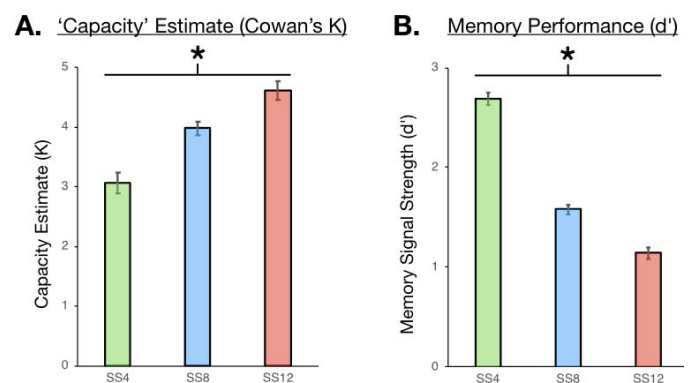 A. 'Capacity' Estimate (Cowan's K)
*
Capacity Estimate (K)
5
4
3
2
1
0
SS4 SS8 SS12
B. Memory Performance (d')
*
Memory Signal Strength (d')
3
2
1
0
SS4 SS8 SS12